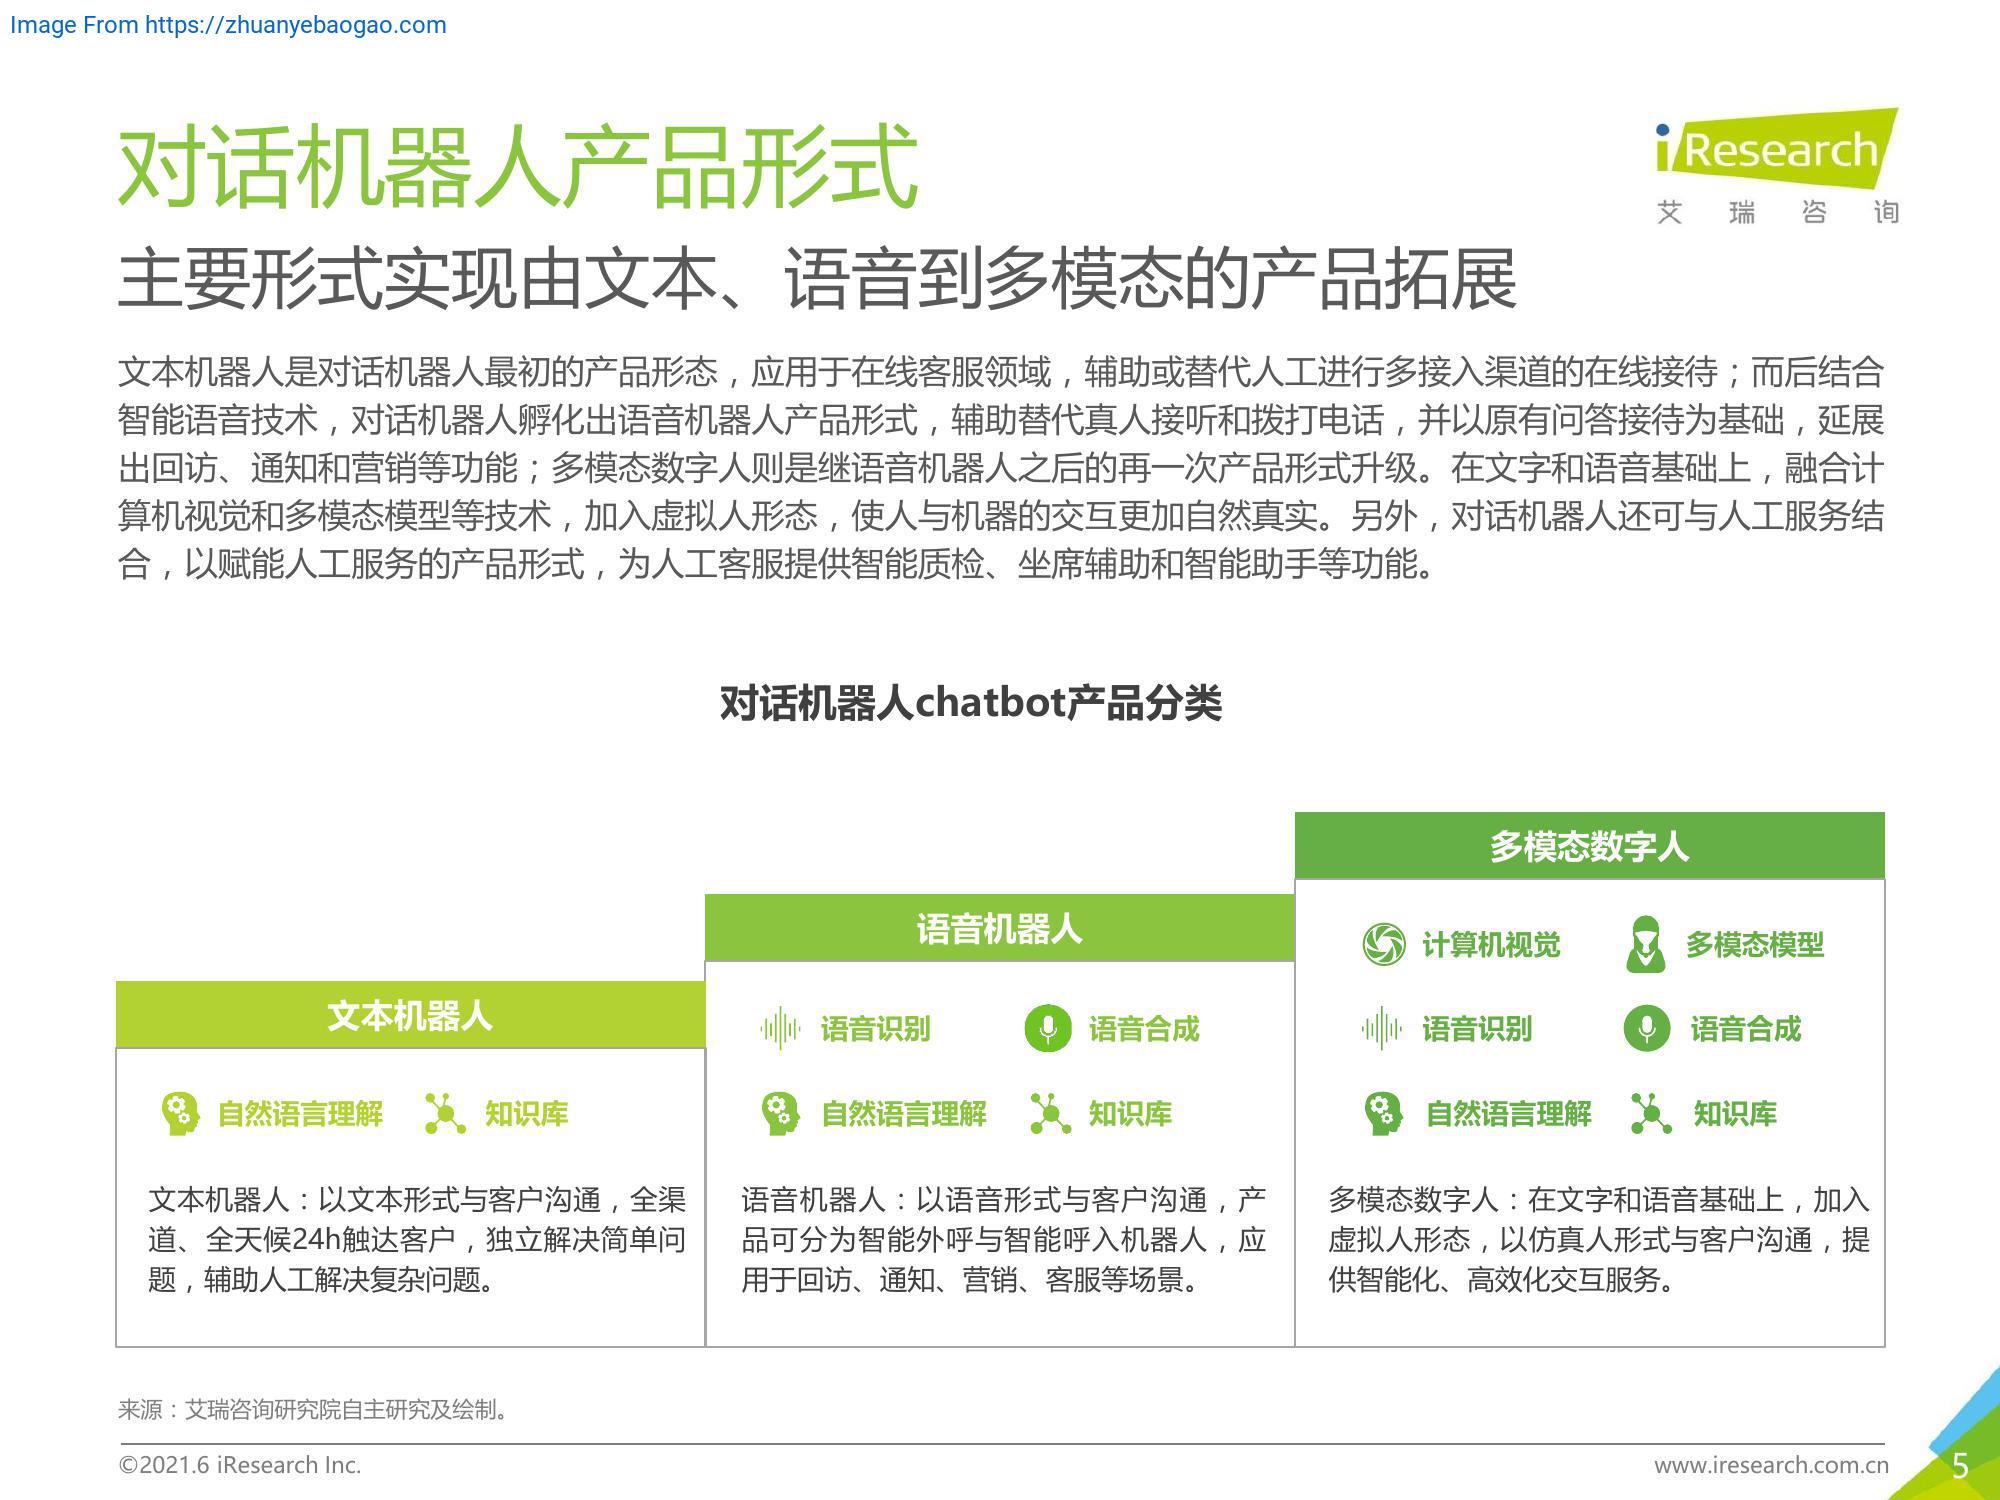 Image From https://zhuanyebaogao.com
对话机器人产品形式
iResearch
艾瑞咨询
主要形式实现由文本、语音到多模态的产品拓展
文本机器人是对话机器人最初的产品形态，应用于在线客服领域，辅助或替代人工进行多接入渠道的在线接待；而后结合
智能语音技术，对话机器人孵化出语音机器人产品形式，辅助替代真人接听和拨打电话，并以原有问答接待为基础，延展
出回访、通知和营销等功能；多模态数字人则是继语音机器人之后的再一次产品形式升级。在文字和语音基础上，融合计
算机视觉和多模态模型等技术，加入虚拟人形态，使人与机器的交互更加自然真实。另外，对话机器人还可与人工服务结
合，以赋能人工服务的产品形式，为人工客服提供智能质检、坐席辅助和智能助手等功能。
对话机器人chatbot产品分类
文本机器人
自然语言理解
知识库
文本机器人：以文本形式与客户沟通，全渠
道、全天候24h触达客户，独立解决简单问
题，辅助人工解决复杂问题。
语音机器人
语音识别
语音合成
自然语言理解
知识库
语音机器人：以语音形式与客户沟通，产
品可分为智能外呼与智能呼入机器人，应
用于回访、通知、营销、客服等场景。
多模态数字人
计算机视觉
多模态模型
语音识别
语音合成
自然语言理解
知识库
多模态数字人：在文字和语音基础上，加入
虚拟人形态，以仿真人形式与客户沟通，提
供智能化、高效化交互服务。
来源：艾瑞咨询研究院自主研究及绘制。
©2021.6 iResearch Inc.
www.iresearch.com.cn
5